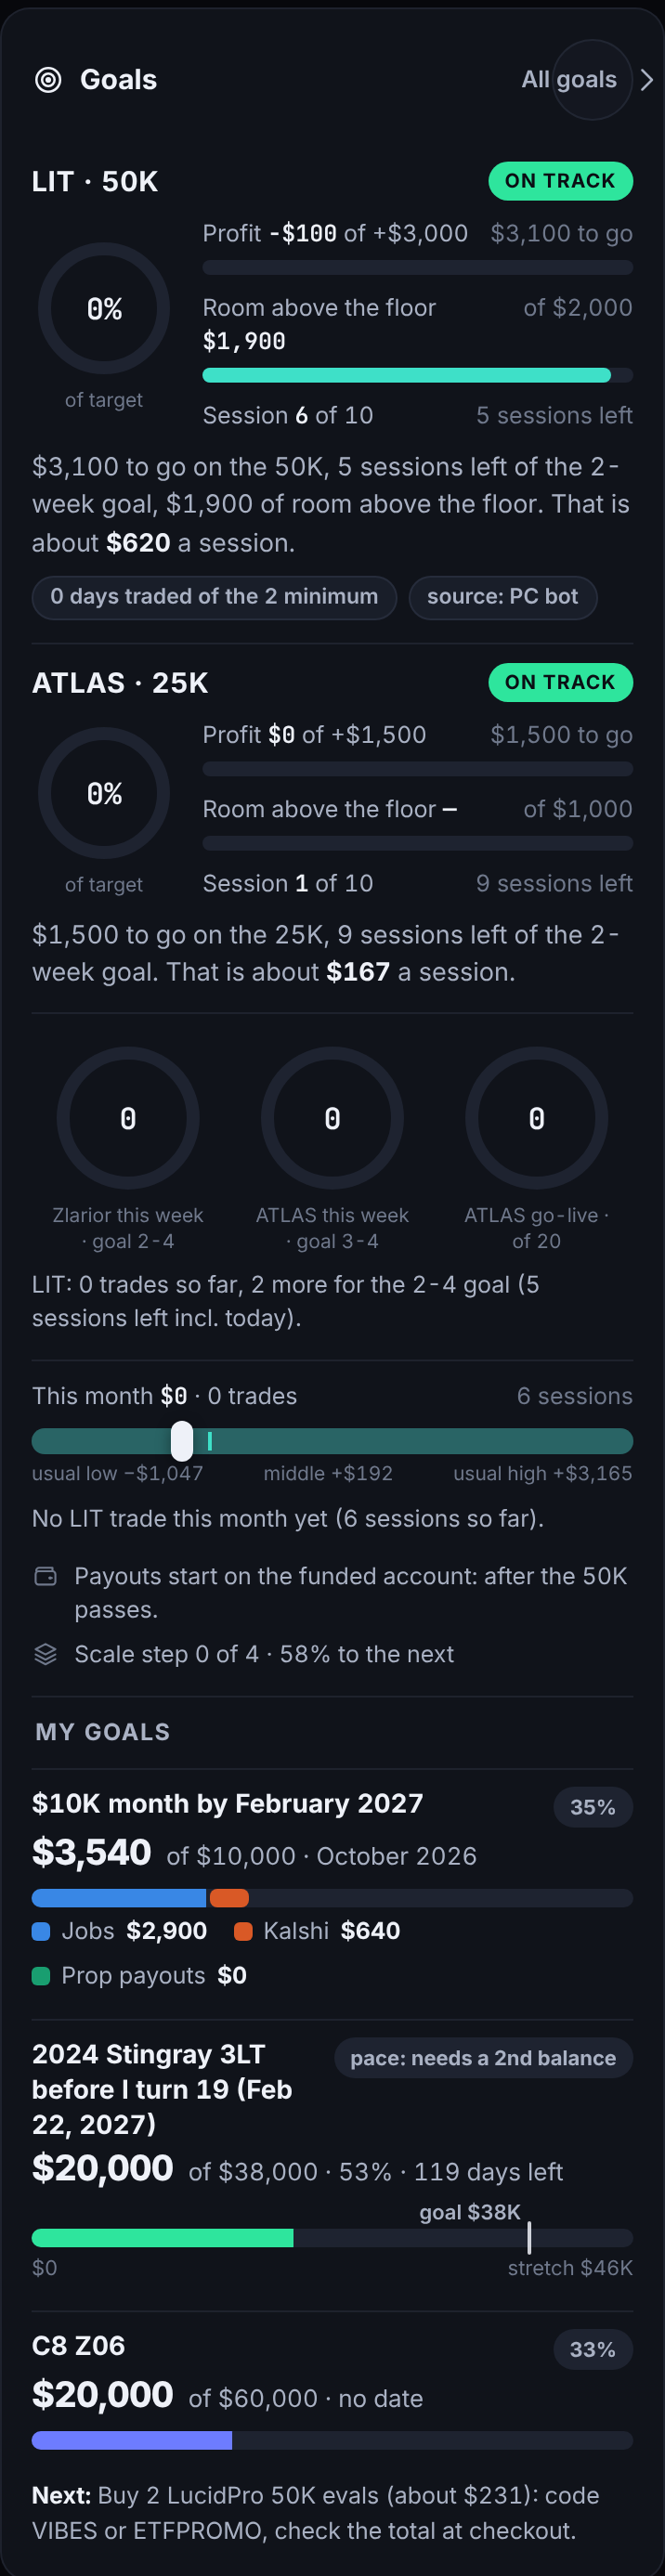 Goals
All goals
LIT · 50K
ON TRACK
Profit -$100 of +$3,000
$3,100 to go
0%
of target
Room above the floor
$1,900
of $2,000
Session 6 of 10
5 sessions left
$3,100 to go on the 50K, 5 sessions left of the 2-
week goal, $1,900 of room above the floor. That is
about $620 a session.
0 days traded of the 2 minimum
source: PC bot
ATLAS · 25K
ON TRACK
Profit $0 of +$1,500
$1,500 to go
0%
of target
Room above the floor –
of $1,000
Session 1 of 10
9 sessions left
$1,500 to go on the 25K, 9 sessions left of the 2-
week goal. That is about $167 a session.
0
0
0
Zlarior this week
· goal 2-4
ATLAS this week
· goal 3-4
ATLAS go-live ·
of 20
LIT: 0 trades so far, 2 more for the 2-4 goal (5
sessions left incl. today).
This month $0 · 0 trades
6 sessions
usual low −$1,047
middle +$192
usual high +$3,165
No LIT trade this month yet (6 sessions so far).
Payouts start on the funded account: after the 50K
passes.
Scale step 0 of 4 · 58% to the next
MY GOALS
$10K month by February 2027
35%
$3,540 of $10,000 · October 2026
Jobs $2,900
Kalshi $640
Prop payouts $0
2024 Stingray 3LT
before I turn 19 (Feb
22, 2027)
pace: needs a 2nd balance
$20,000 of $38,000 · 53% · 119 days left
goal $38K
$0
stretch $46K
C8 Z06
33%
$20,000 of $60,000 · no date
Next: Buy 2 LucidPro 50K evals (about $231): code
VIBES or ETFPROMO, check the total at checkout.